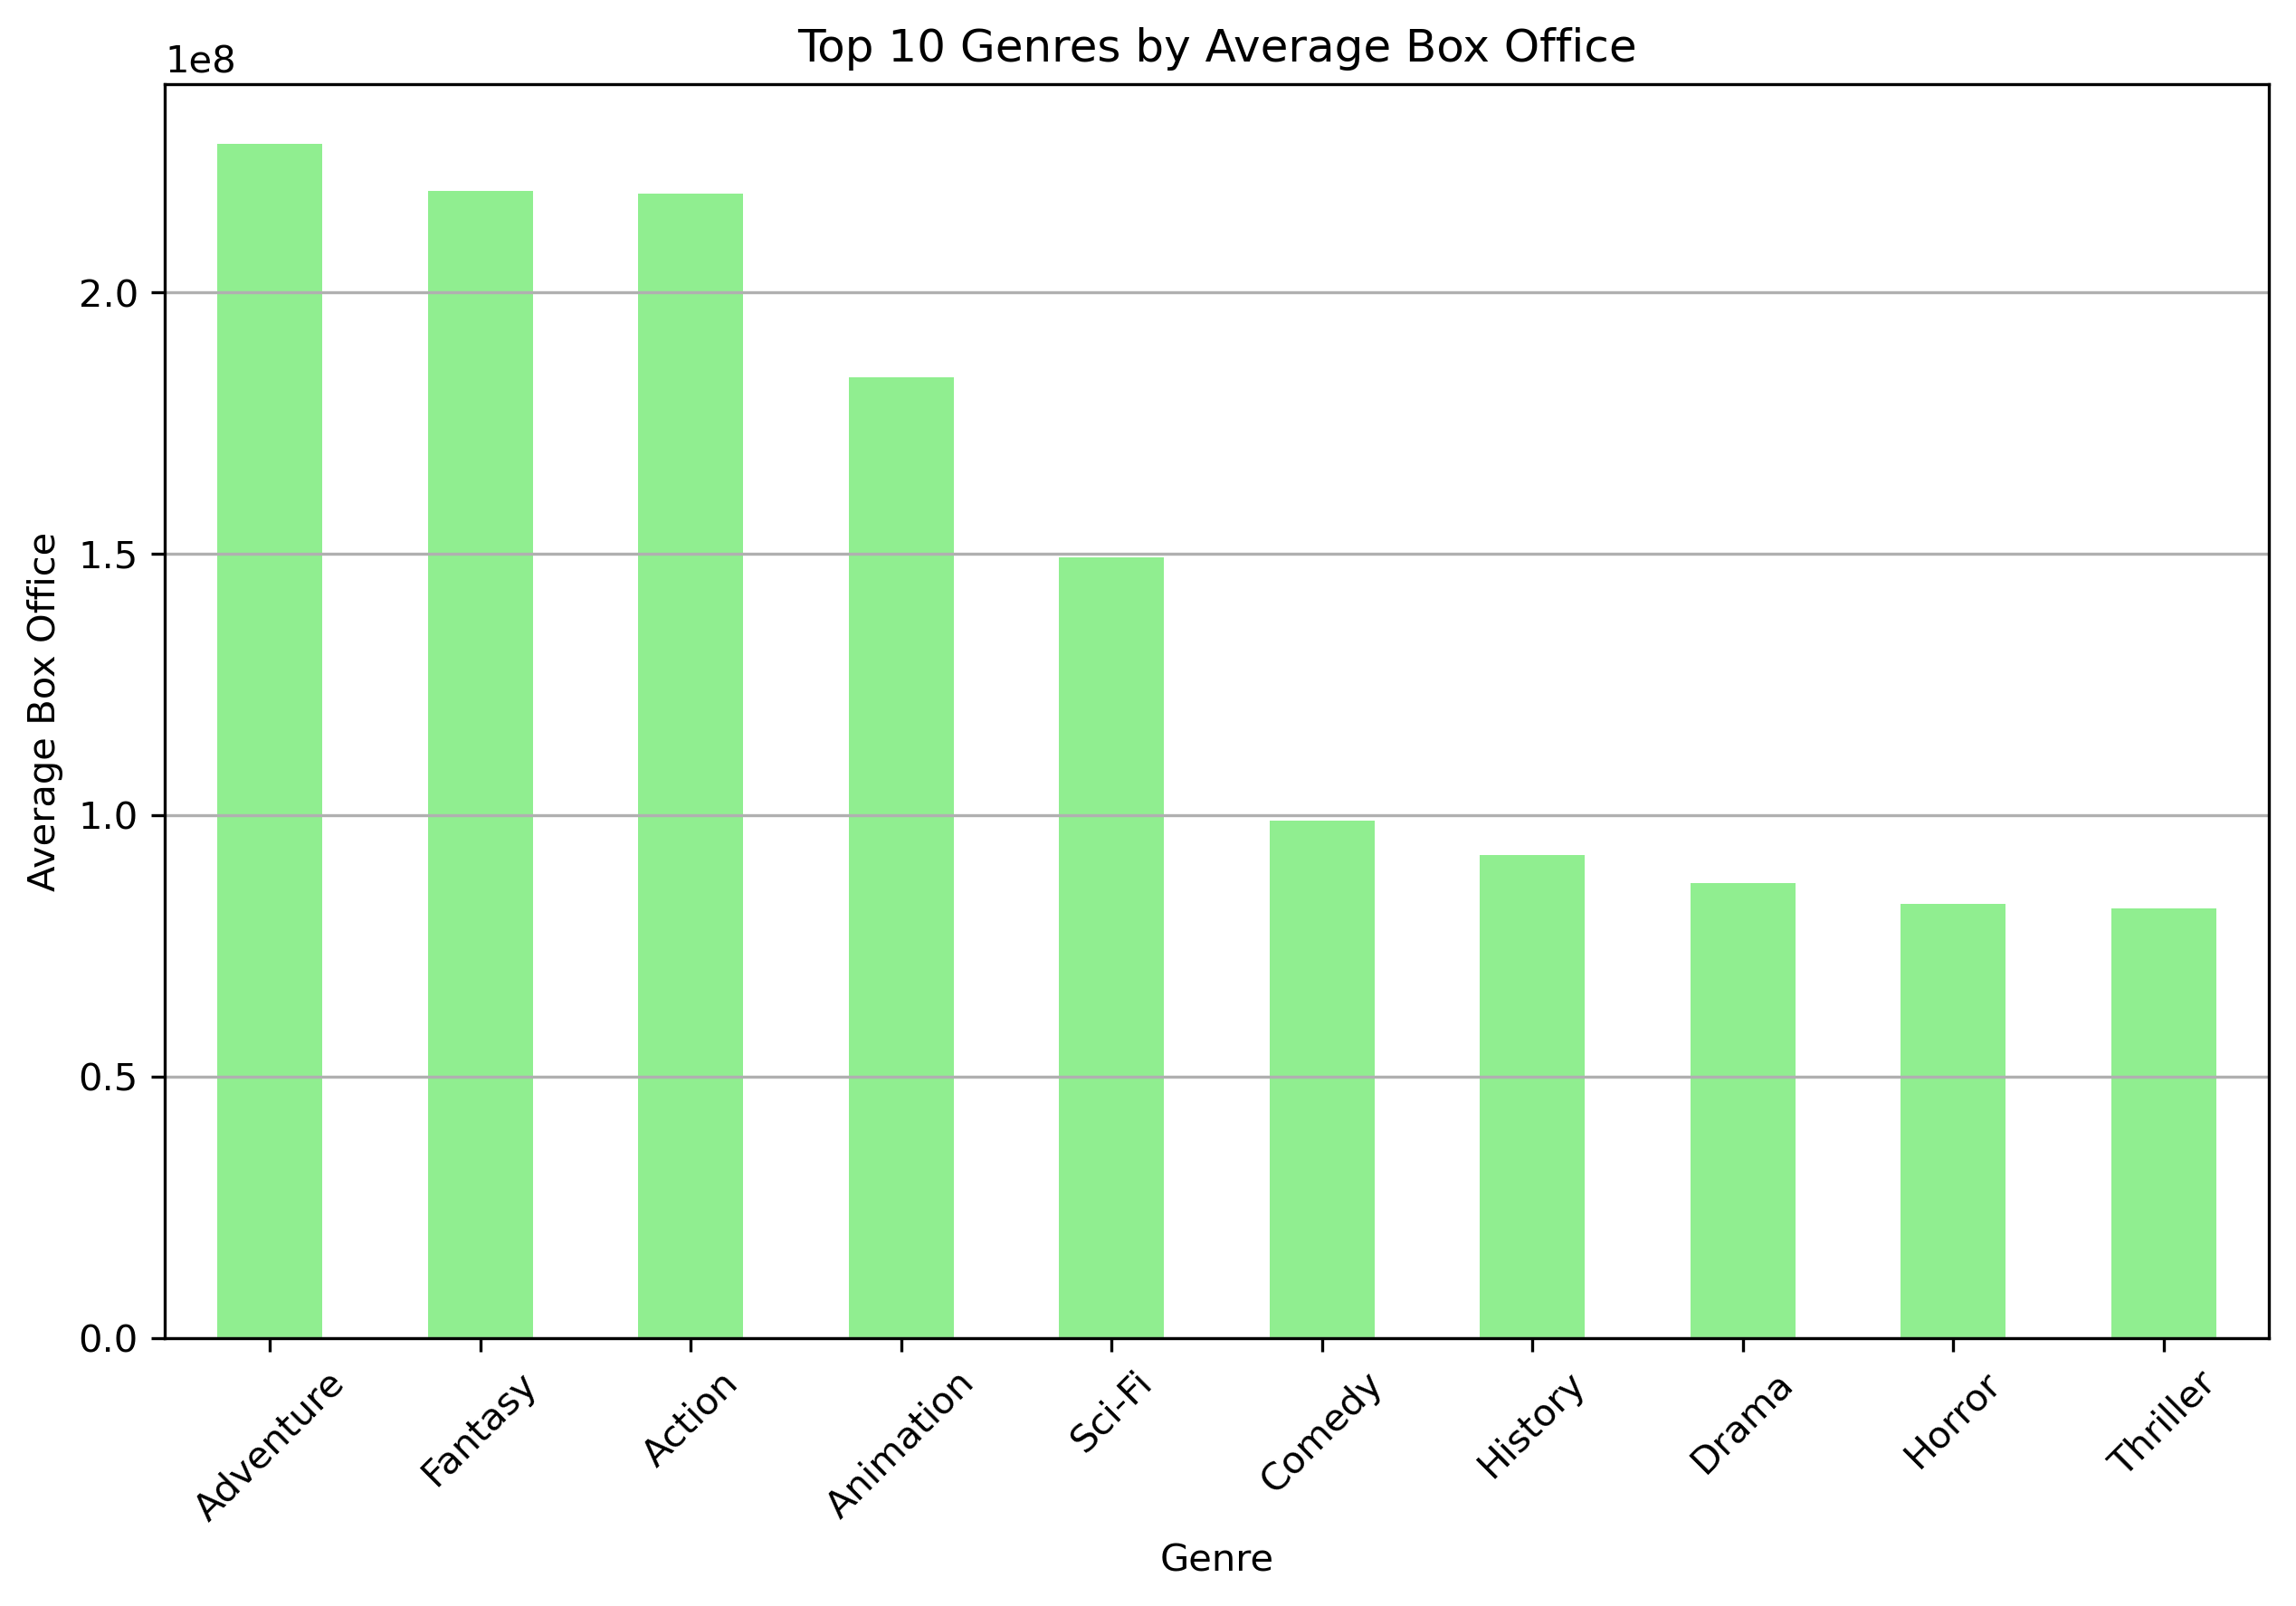 Top 10 Genres by Average Box Office
1e8
2.0
1.5
1.0
0.5
0.0
Average Box Office
Adventure
Fantasy
Action
Animation
Sci-Fi
Comedy
History
Drama
Horror
Thriller
Genre